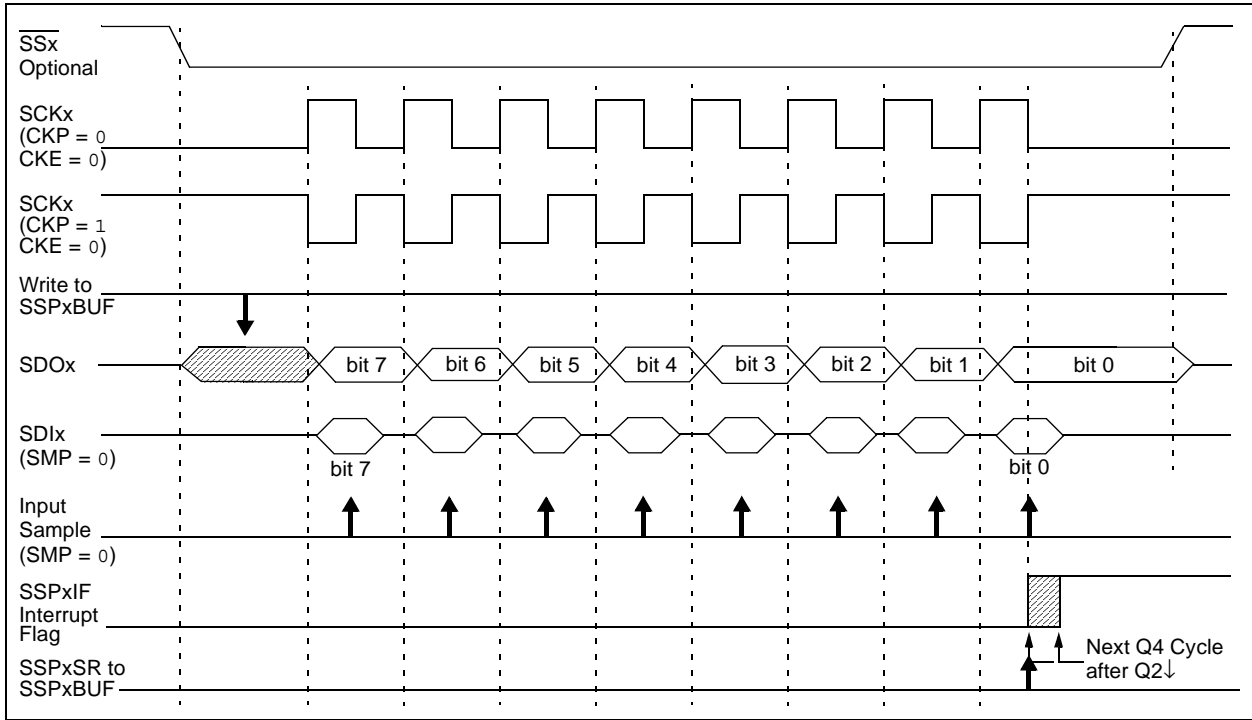 SSx
Optional
SCKx
(CKP = 0
CKE = 0)
SCKx
(CKP = 1
CKE = 0)
Write to
SSPxBUF
SDOx
bit 7
bit 6
bit 5
bit 4
bit 3
bit 2
bit 1
bit 0
SDIx
(SMP = 0)
bit 7
bit 0
Input
Sample
(SMP = 0)
SSPxIF
Interrupt
Flag
SSPxSR to
SSPxBUF
Next Q4 Cycle
after Q2↓